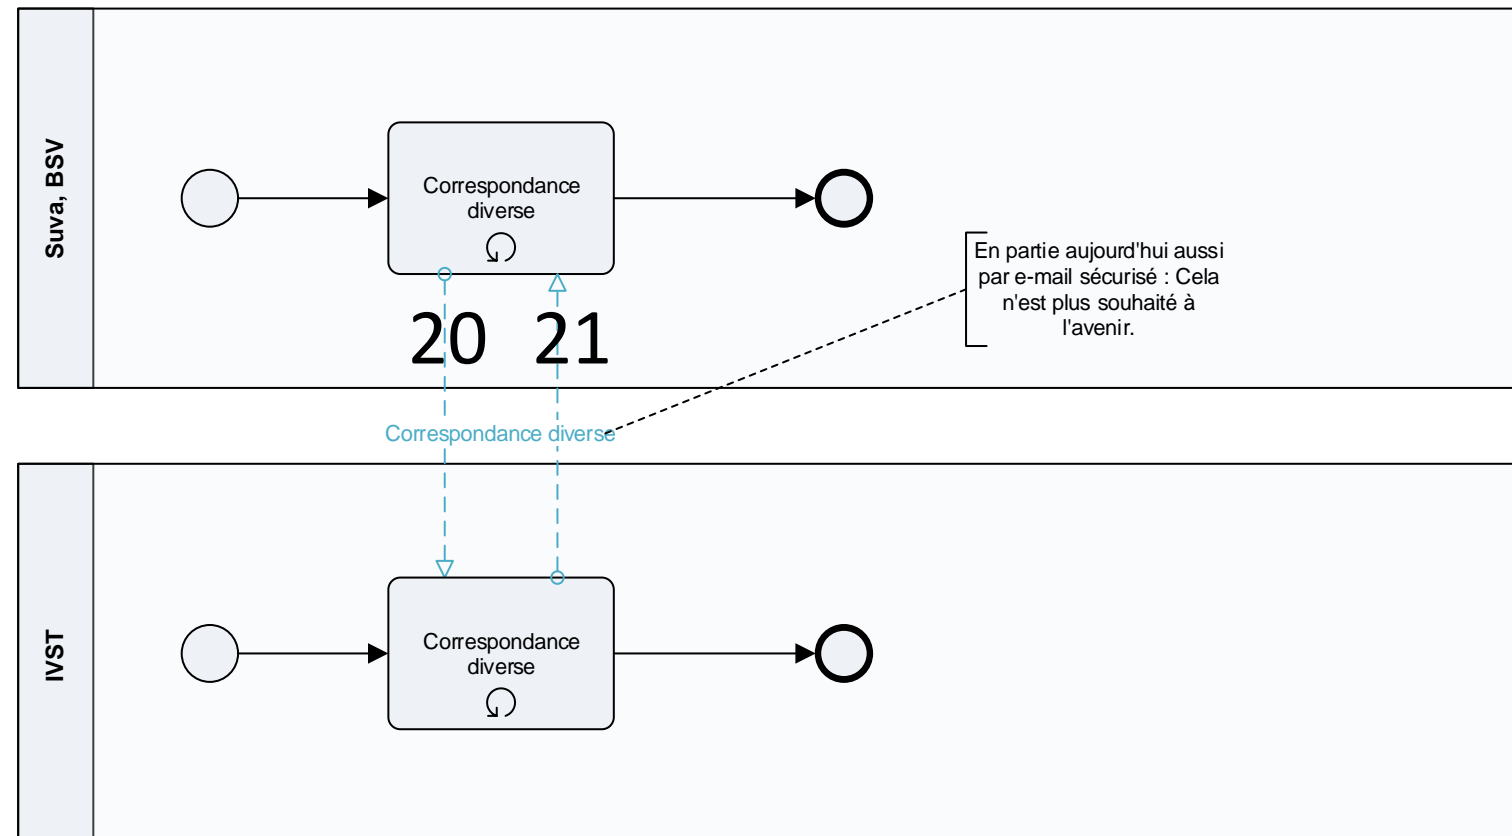 Suva, BSV
Correspondance
diverse
20 21
En partie aujourd'hui aussi
par e-mail sécurisé : Cela
n'est plus souhaité à
l'avenir.
Correspondance diverse
IVST
Correspondance
diverse